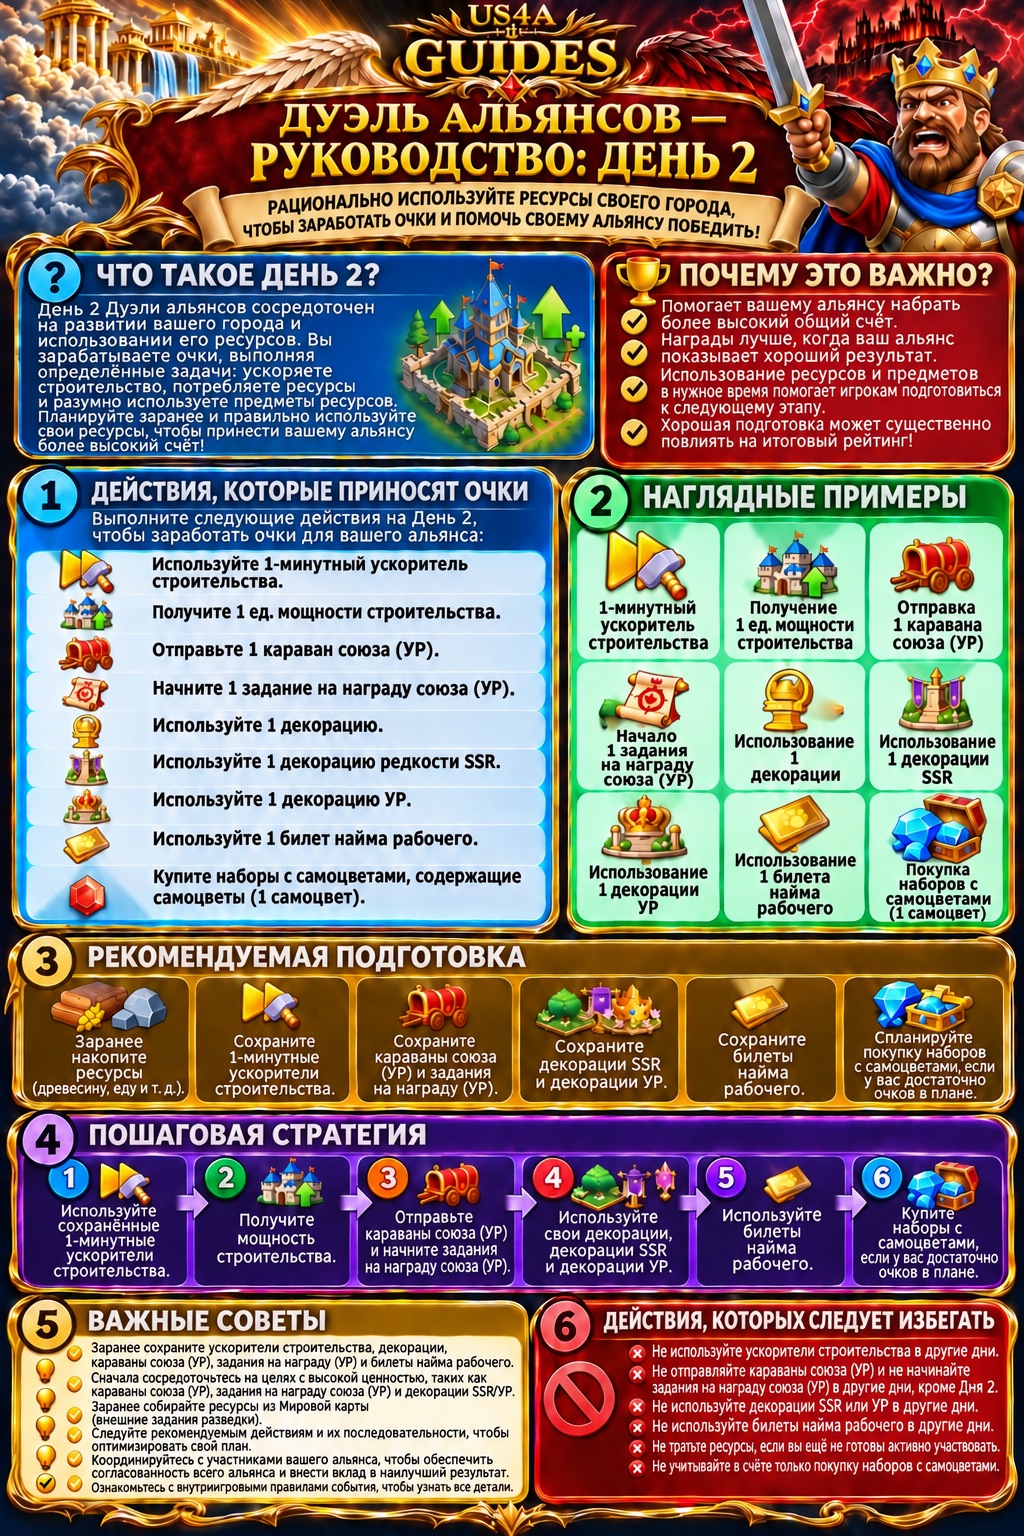 US4A
GUIDES
ДУЭЛЬ АЛЬЯНСОВ —
РУКОВОДСТВО: ДЕНЬ 2
РАЦИОНАЛЬНО ИСПОЛЬЗУЙТЕ РЕСУРСЫ СВОЕГО ГОРОДА,
ЧТОБЫ ЗАРАБОТАТЬ ОЧКИ И ПОМОЧЬ СВОЕМУ АЛЬЯНСУ ПОБЕДИТЬ!
? ЧТО ТАКОЕ ДЕНЬ 2?
День 2 Дуэли альянсов сосредоточен
на развитии вашего города и
использовании его ресурсов. Вы
зарабатываете очки, выполняя
определённые задачи: ускоряете
строительство, потребляете ресурсы
и разумно используете предметы ресурсов.
Планируйте заранее и правильно используйте
свои ресурсы, чтобы принести вашему альянсу
более высокий счёт!
ПОЧЕМУ ЭТО ВАЖНО?
Помогает вашему альянсу набрать
более высокий общий счёт.
Награды лучше, когда ваш альянс
показывает хороший результат.
Использование ресурсов и предметов
в нужное время помогает игрокам подготовиться
к следующему этапу.
Хорошая подготовка может существенно
повлиять на итоговый рейтинг!
1 ДЕЙСТВИЯ, КОТОРЫЕ ПРИНОСЯТ ОЧКИ
Выполните следующие действия на День 2,
чтобы заработать очки для вашего альянса:
Используйте 1-минутный ускоритель
строительства.
Получите 1 ед. мощности строительства.
Отправьте 1 караван союза (УР).
Начните 1 задание на награду союза (УР).
Используйте 1 декорацию.
Используйте 1 декорацию редкости SSR.
Используйте 1 декорацию УР.
Используйте 1 билет найма рабочего.
Купите наборы с самоцветами, содержащие
самоцветы (1 самоцвет).
2 НАГЛЯДНЫЕ ПРИМЕРЫ
1-минутный
ускоритель
строительства
Получение
1 ед. мощности
строительства
Отправка
1 каравана
союза (УР)
Начало
1 задания
на награду
союза (УР)
Использование
1
декорации
Использование
1 декорации
SSR
Использование
1 декорации
УР
Использование
1 билета
найма
рабочего
Покупка
наборов с
самоцветами
(1 самоцвет)
3 РЕКОМЕНДУЕМАЯ ПОДГОТОВКА
Заранее
накопите
ресурсы
(древесину, еду и т. д.).
Сохраните
1-минутные
ускорители
строительства.
Сохраните
караваны союза
(УР) и задания
на награду (УР).
Сохраните
декорации SSR
и декорации УР.
Сохраните
билеты
найма
рабочего.
Спланируйте
покупку наборов
с самоцветами, если
у вас достаточно
очков в плане.
4 ПОШАГОВАЯ СТРАТЕГИЯ
1
Используйте
сохранённые
1-минутные
ускорители
строительства.
2
Получите
мощность
строительства.
3
Отправьте
караваны союза (УР)
и начните задания
на награду союза (УР).
4
Используйте
свои декорации,
декорации SSR
и декорации УР.
5
Используйте
билеты
найма
рабочего.
6
Купите
наборы с
самоцветами,
если у вас достаточно
очков в плане.
5 ВАЖНЫЕ СОВЕТЫ
Заранее сохраните ускорители строительства, декорации,
караваны союза (УР), задания на награду (УР) и билеты найма рабочего.
Сначала сосредоточьтесь на целях с высокой ценностью, таких как
караваны союза (УР), задания на награду союза (УР) и декорации SSR/УР.
Заранее собирайте ресурсы из Мировой карты
(внешние задания разведки).
Следуйте рекомендуемым действиям и их последовательности, чтобы
оптимизировать свой план.
Координируйтесь с участниками вашего альянса, чтобы обеспечить
согласованность всего альянса и внести вклад в наилучший результат.
Ознакомьтесь с внутриигровыми правилами события, чтобы узнать все детали.
6 ДЕЙСТВИЯ, КОТОРЫХ СЛЕДУЕТ ИЗБЕГАТЬ
Не используйте ускорители строительства в другие дни.
Не отправляйте караваны союза (УР) и не начинайте
задания на награду союза (УР) в другие дни, кроме Дня 2.
Не используйте декорации SSR или УР в другие дни.
Не используйте билеты найма рабочего в другие дни.
Не тратьте ресурсы, если вы ещё не готовы активно участвовать.
Не учитывайте в счёте только покупку наборов с самоцветами.